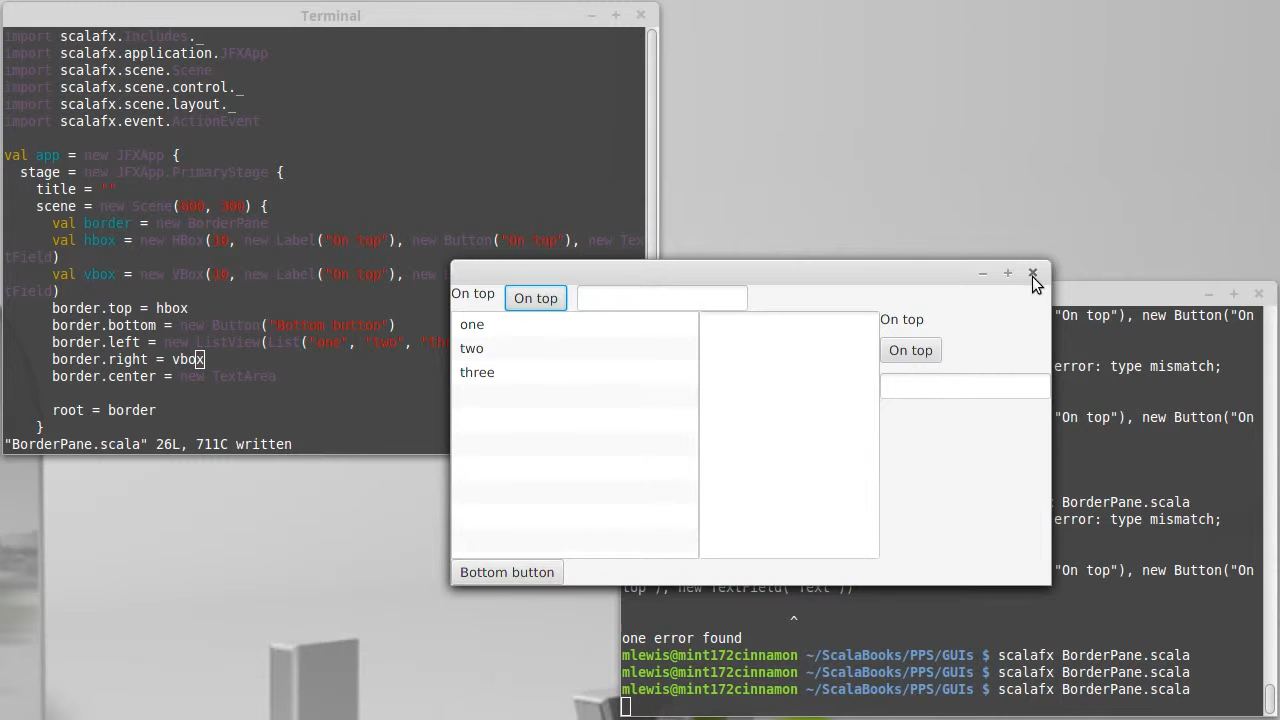 Terminal
import scalafx.Includes._
import scalafx.application.JFXApp
import scalafx.scene.Scene
import scalafx.scene.control._
import scalafx.scene.layout._
import scalafx.event.ActionEvent
val app = new JFXApp {
stage = new JFXApp.PrimaryStage {
title = ""
scene = new Scene(600, 300) {
val border = new BorderPane
val hbox = new HBox(10, new Label("On top"), new Button("On top"), new Tex
tField)
val vbox = new VBox(10, new Label("On top"),
tField)
border.top = hbox
border.bottom = new Button("Bottom button")
border.left = new ListView(List("one", "two",
border.right = vbox
border.center = new TextArea
root = border
}
"BorderPane.scala" 26L, 711C written
On top
On top
one
two
three
On top
On top
Bottom button
"On top"), new Button("On
error: type mismatch;
"On top"), new Button("On
BorderPane.scala
error: type mismatch;
"On top"), new Button("On
top"), new TextField("Text"))
^
one error found
mlewis@mint172cinnamon ~/ScalaBooks/PPS/GUIs $ scalafx BorderPane.scala
mlewis@mint172cinnamon ~/ScalaBooks/PPS/GUIs $ scalafx BorderPane.scala
mlewis@mint172cinnamon ~/ScalaBooks/PPS/GUIs $ scalafx BorderPane.scala